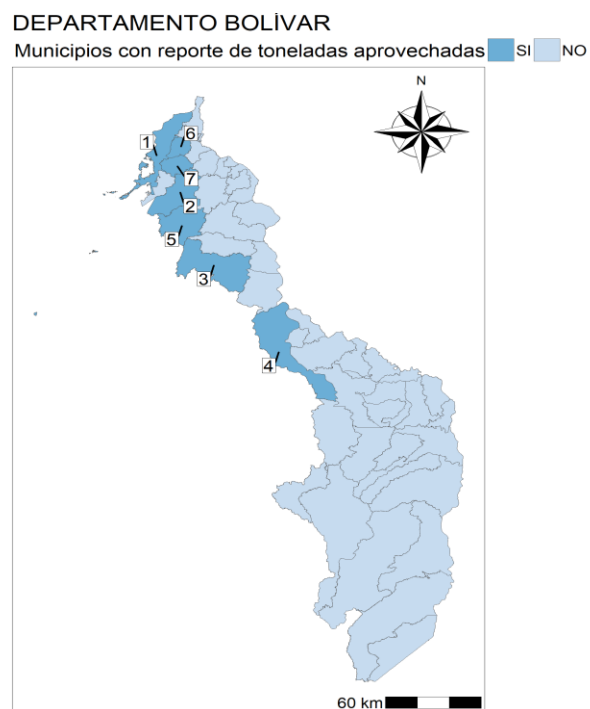 DEPARTAMENTO BOLÍVAR
Municipios con reporte de toneladas aprovechadas SI NO
N
1
6
7
2
5
3
4
60 km